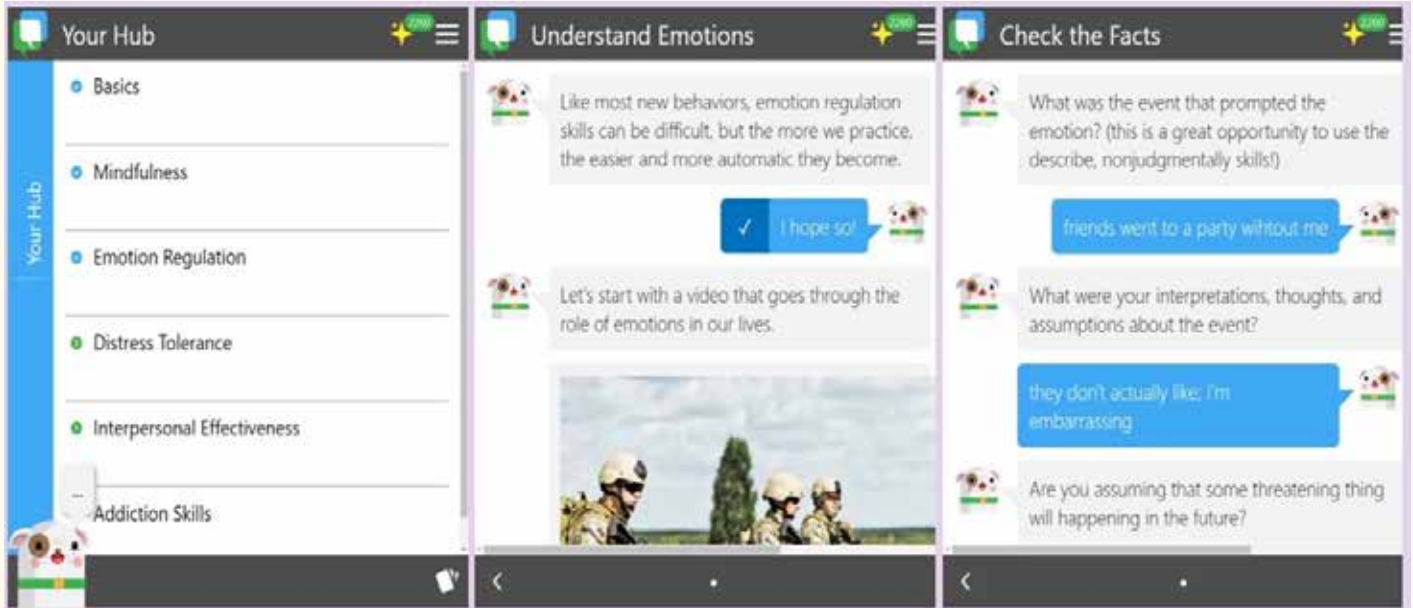 Your Hub
2260
Your Hub
Basics
Mindfulness
Emotion Regulation
Distress Tolerance
Interpersonal Effectiveness
...
Addiction Skills
Understand Emotions
2260
Like most new behaviors, emotion regulation
skills can be difficult, but the more we practice,
the easier and more automatic they become.
✓ I hope so!
Let's start with a video that goes through the
role of emotions in our lives.
Check the Facts
2260
What was the event that prompted the
emotion? (this is a great opportunity to use the
describe, nonjudgmentally skills!)
friends went to a party wihtout me
What were your interpretations, thoughts, and
assumptions about the event?
they don't actually like; I'm
embarrassing
Are you assuming that some threatening thing
will happening in the future?